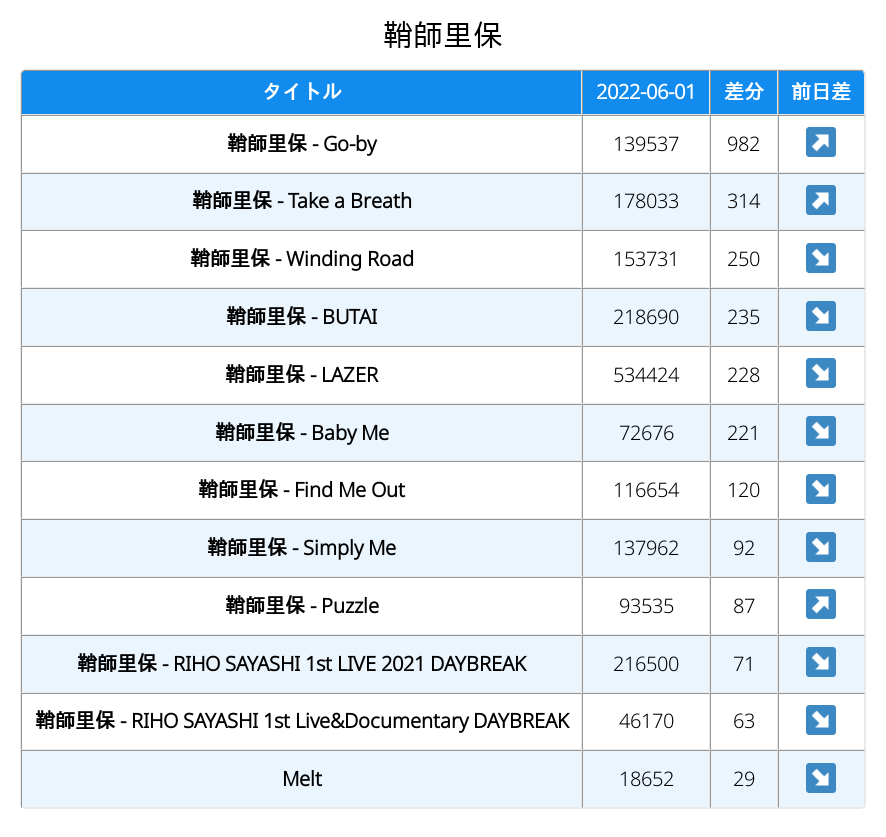 鞘師里保
タイトル 2022-06-01 差分 前日差
鞘師里保 - Go-by 139537 982 ↗
鞘師里保 - Take a Breath 178033 314 ↗
鞘師里保 - Winding Road 153731 250 ↘
鞘師里保 - BUTAI 218690 235 ↘
鞘師里保 - LAZER 534424 228 ↘
鞘師里保 - Baby Me 72676 221 ↘
鞘師里保 - Find Me Out 116654 120 ↘
鞘師里保 - Simply Me 137962 92 ↘
鞘師里保 - Puzzle 93535 87 ↗
鞘師里保 - RIHO SAYASHI 1st LIVE 2021 DAYBREAK 216500 71 ↘
鞘師里保 - RIHO SAYASHI 1st Live&Documentary DAYBREAK 46170 63 ↘
Melt 18652 29 ↘